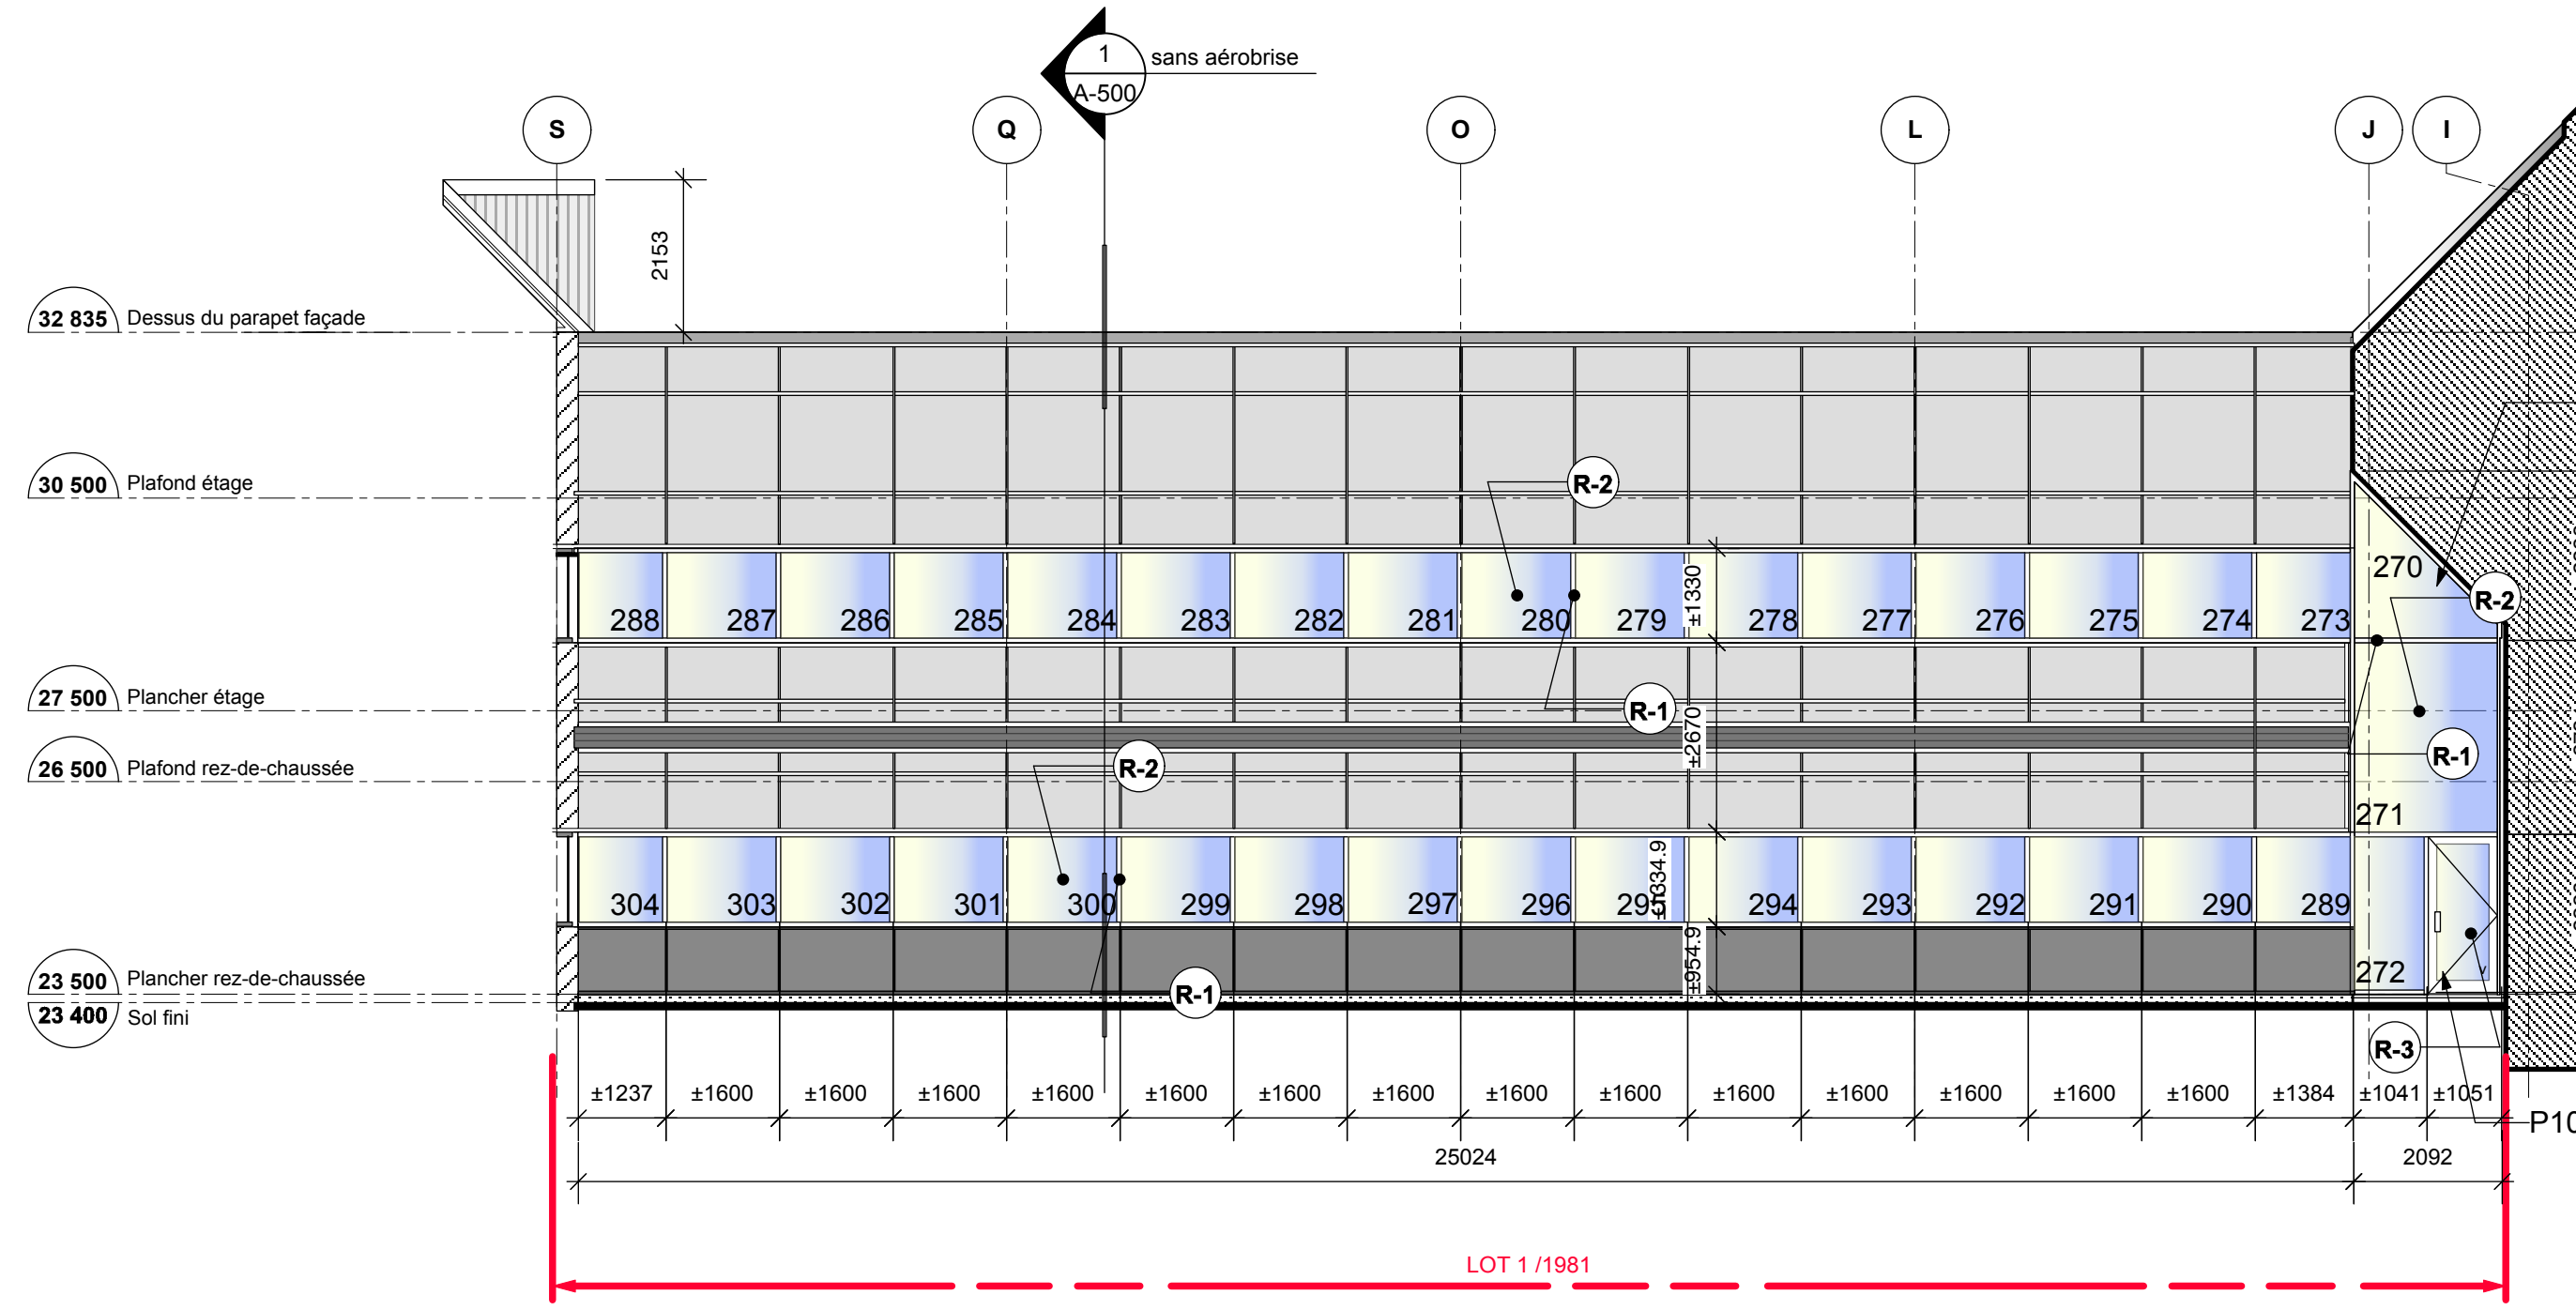 1
A-500
sans aérobrise
S
Q
O
L
J
I
2153
32 835 Dessus du parapet façade
30 500 Plafond étage
R-2
270
R-2
±1330
288 287 286 285 284 283 282 281 280 279 278 277 276 275 274 273
27 500 Plancher étage
R-1
±2670
R-1
26 500 Plafond rez-de-chaussée
R-2
271
±1334.9
304 303 302 301 300 299 298 297 296 295 294 293 292 291 290 289
±954.9
23 500 Plancher rez-de-chaussée
272
R-1
23 400 Sol fini
R-3
±1237 ±1600 ±1600 ±1600 ±1600 ±1600 ±1600 ±1600 ±1600 ±1600 ±1600 ±1600 ±1600 ±1600 ±1600 ±1384 ±1041 ±1051
P10
25024
2092
LOT 1 /1981